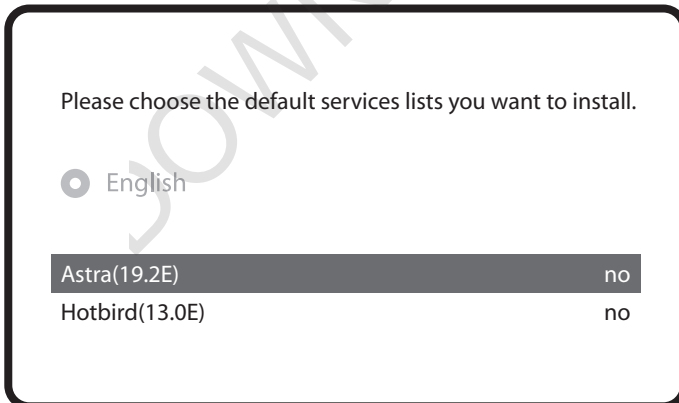 DOWN
Please choose the default services lists you want to install.
English
Astra(19.2E) no
Hotbird(13.0E) no